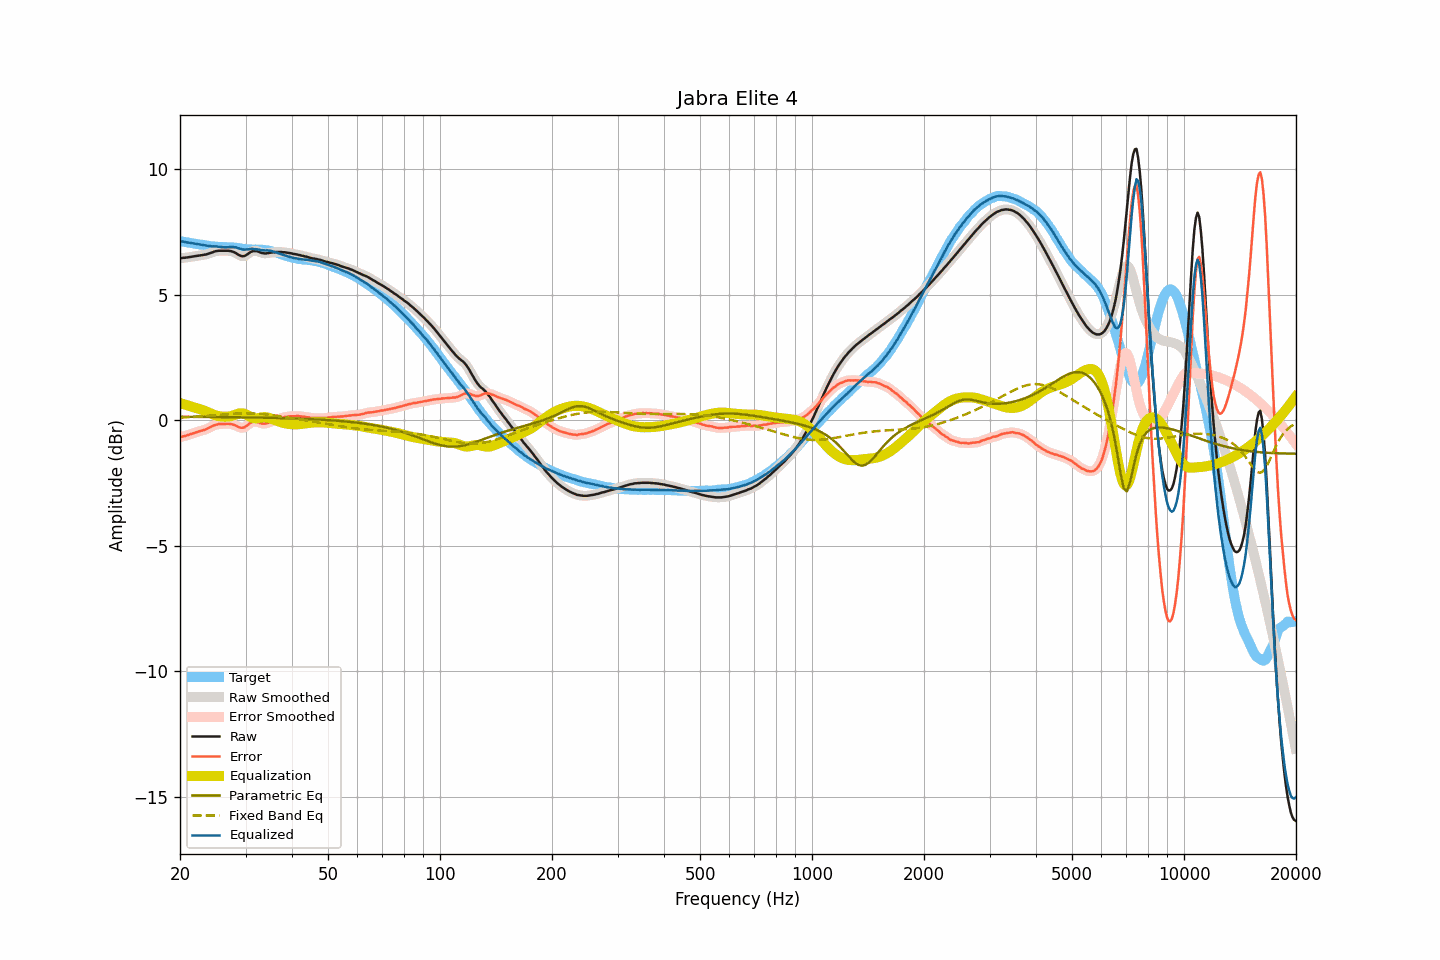 Jabra Elite 4
10
5
0
−5
−10
−15
Amplitude (dBr)
Target
Raw Smoothed
Error Smoothed
Raw
Error
Equalization
Parametric Eq
Fixed Band Eq
Equalized
20 50 100 200 500 1000 2000 5000 10000 20000
Frequency (Hz)